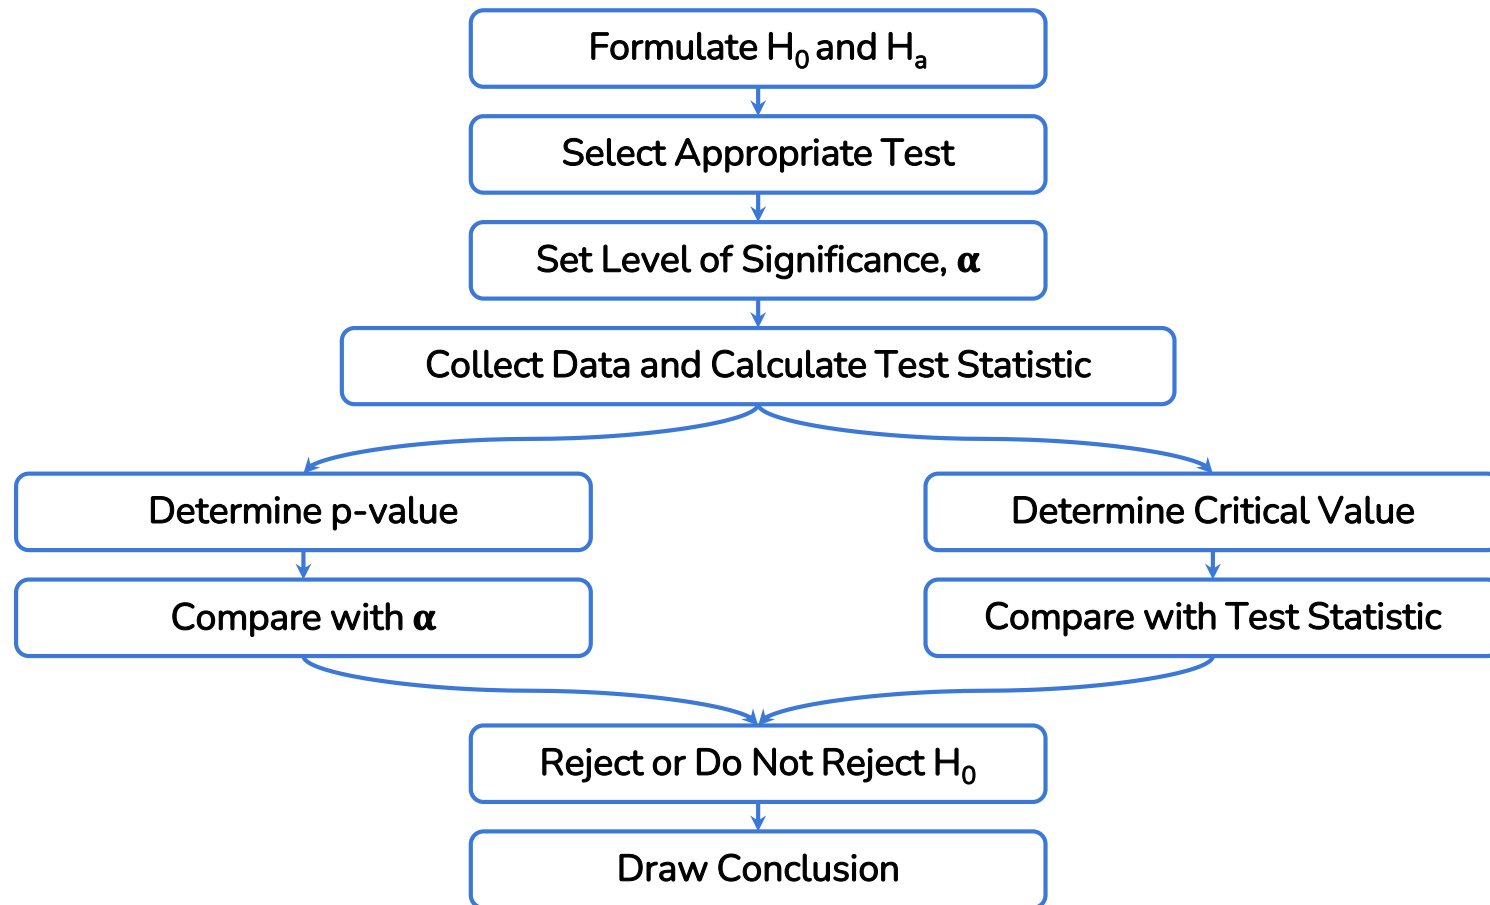 Formulate H₀ and Hₐ
Select Appropriate Test
Set Level of Significance, α
Collect Data and Calculate Test Statistic
Determine p-value
Compare with α
Determine Critical Value
Compare with Test Statistic
Reject or Do Not Reject H₀
Draw Conclusion